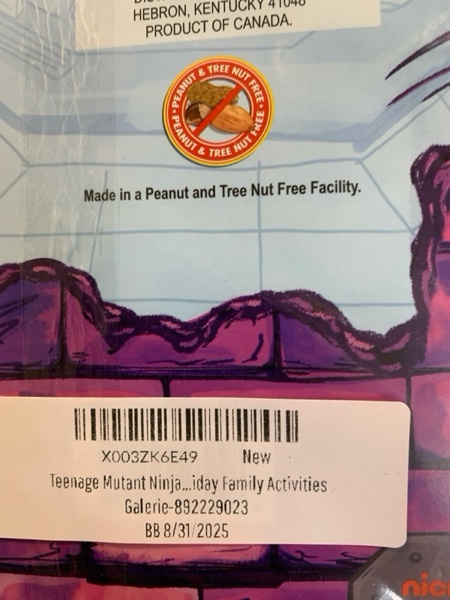 HEBRON, KENTUCKY 41048
PRODUCT OF CANADA.
• PEANUT & TREE NUT FREE •
PEANUT & TREE NUT FREE
Made in a Peanut and Tree Nut Free Facility.
X003ZK6E49 New
Teenage Mutant Ninja...iday Family Activities
Galerie-892229023
BB 8/31/2025
nic